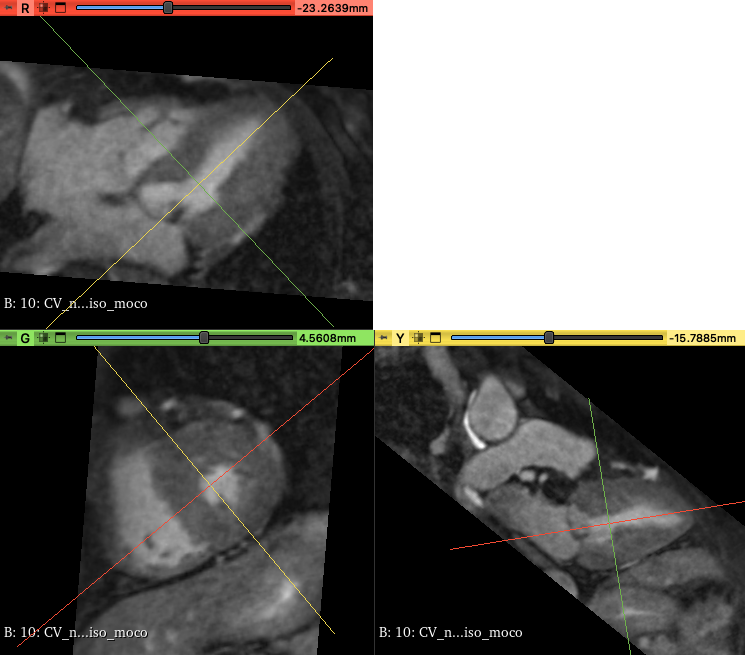 R -23.2639mm
B: 10: CV_n...iso_moco
G 4.5608mm
Y -15.7885mm
B: 10: CV_n...iso_moco
B: 10: CV_n...iso_moco